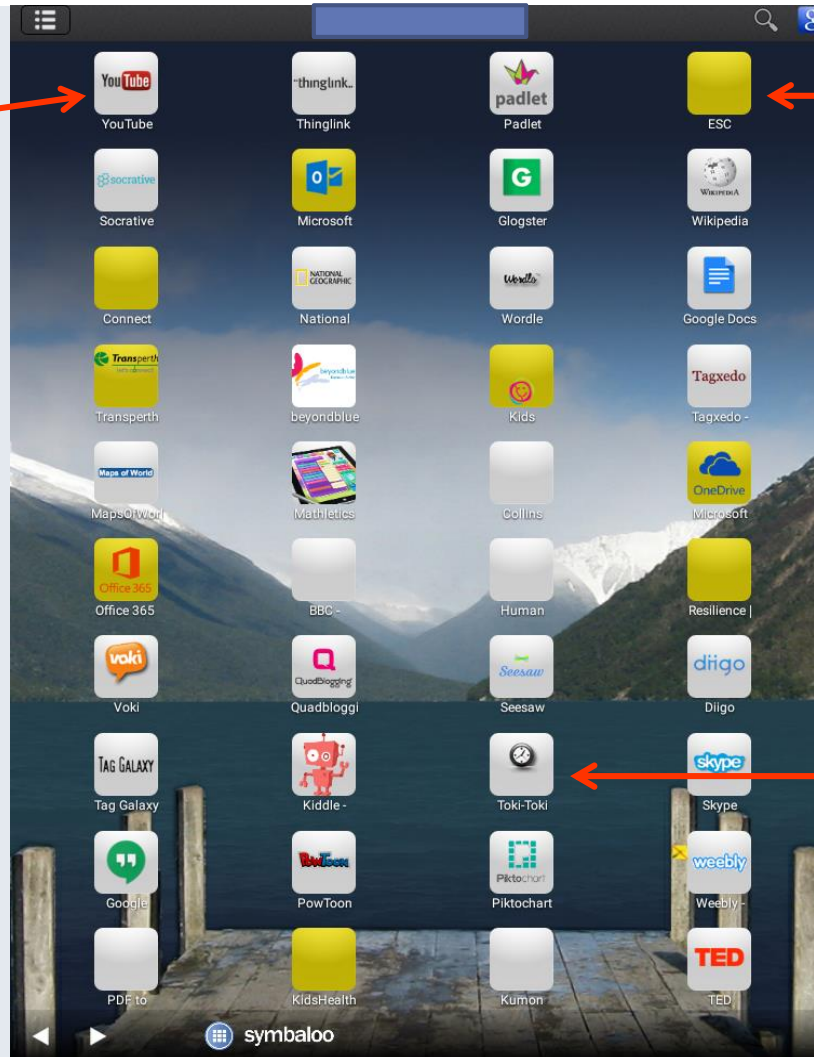 YouTube
YouTube
"thinglink..
Thinglink
padlet
Padlet
ESC
socrative
Socrative
Microsoft
G
Glogster
WIKIPEDIA
Wikipedia
Connect
NATIONAL
GEOGRAPHIC
National
Wordle
Wordle
Google Docs
Transperth
Transperth
beyondblue
beyondblue
Kids
Tagxedo
Tagxedo -
Maps of World
MapsOfWorl
Mathletics
Collins
OneDrive
Microsoft
Office 365
Office 365
BBC -
Human
Resilience |
voki
Voki
QuadBlogging
Quadbloggi
Seesaw
Seesaw
diigo
Diigo
TAG GALAXY
Tag Galaxy
Kiddle -
Toki-Toki
skype
Skype
Google
PowToon
PowToon
Piktochart
Piktochart
weebly
Weebly -
PDF to
KidsHealth
Kumon
TED
TED
symbaloo